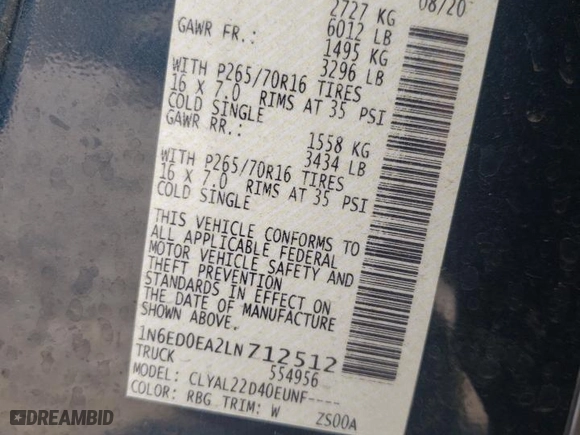 2727 KG
08/20
6012 LB
GAWR FR.:
1495 KG
3296 LB
WITH P265/70R16 TIRES
16 X 7.0 RIMS AT 35 PSI
COLD SINGLE
GAWR RR.:
1558 KG
3434 LB
WITH P265/70R16 TIRES
16 X 7.0 RIMS AT 35 PSI
COLD SINGLE
THIS VEHICLE CONFORMS TO
ALL APPLICABLE FEDERAL
MOTOR VEHICLE SAFETY AND
THEFT PREVENTION
STANDARDS IN EFFECT ON
THE DATE OF MANUFACTURE
SHOWN ABOVE.
1N6ED0EA2LN712512
TRUCK 554956
MODEL: CLYAL22D40EUNF----
COLOR: RBG TRIM: W ZS00A
DREAMBID